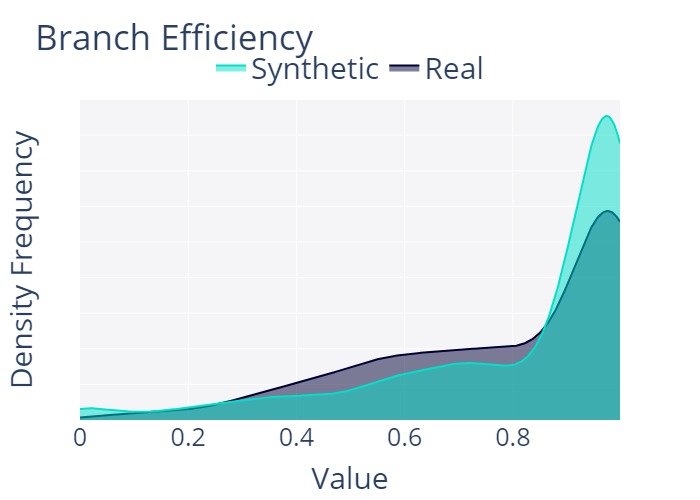 Branch Efficiency
Synthetic Real
Density Frequency
0 0.2 0.4 0.6 0.8
Value